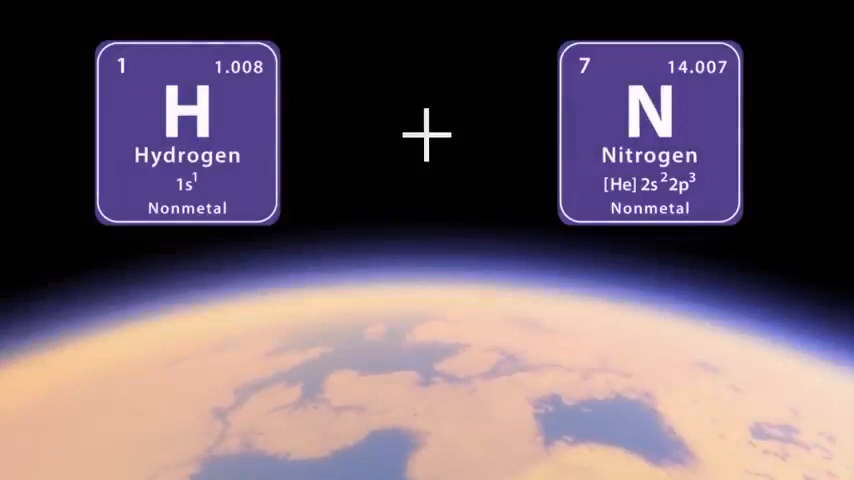 1 1.008
H
Hydrogen
1s¹
Nonmetal
+
7 14.007
N
Nitrogen
[He] 2s²2p³
Nonmetal